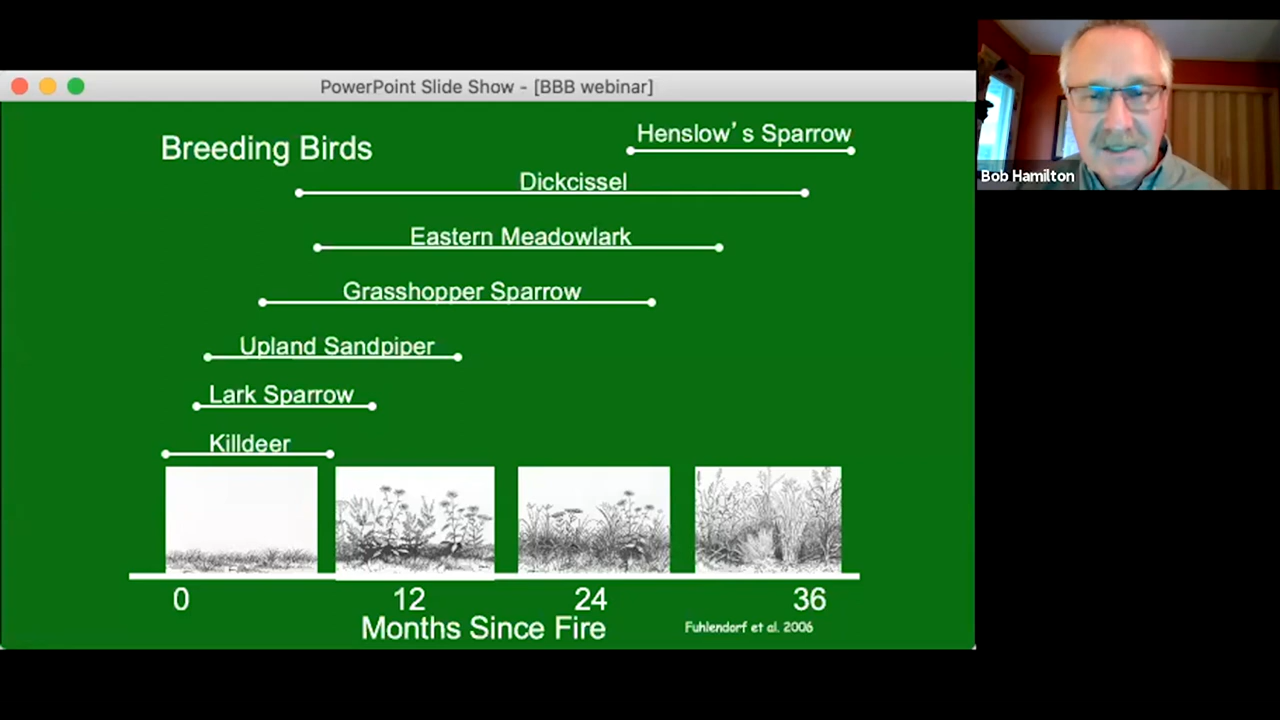 PowerPoint Slide Show - [BBB webinar]
Breeding Birds
Henslow’ s Sparrow
Dickcissel
Eastern Meadowlark
Grasshopper Sparrow
Upland Sandpiper
Lark Sparrow
Killdeer
0 12 24 36
Months Since Fire
Fuhlendorf et al. 2006
Bob Hamilton